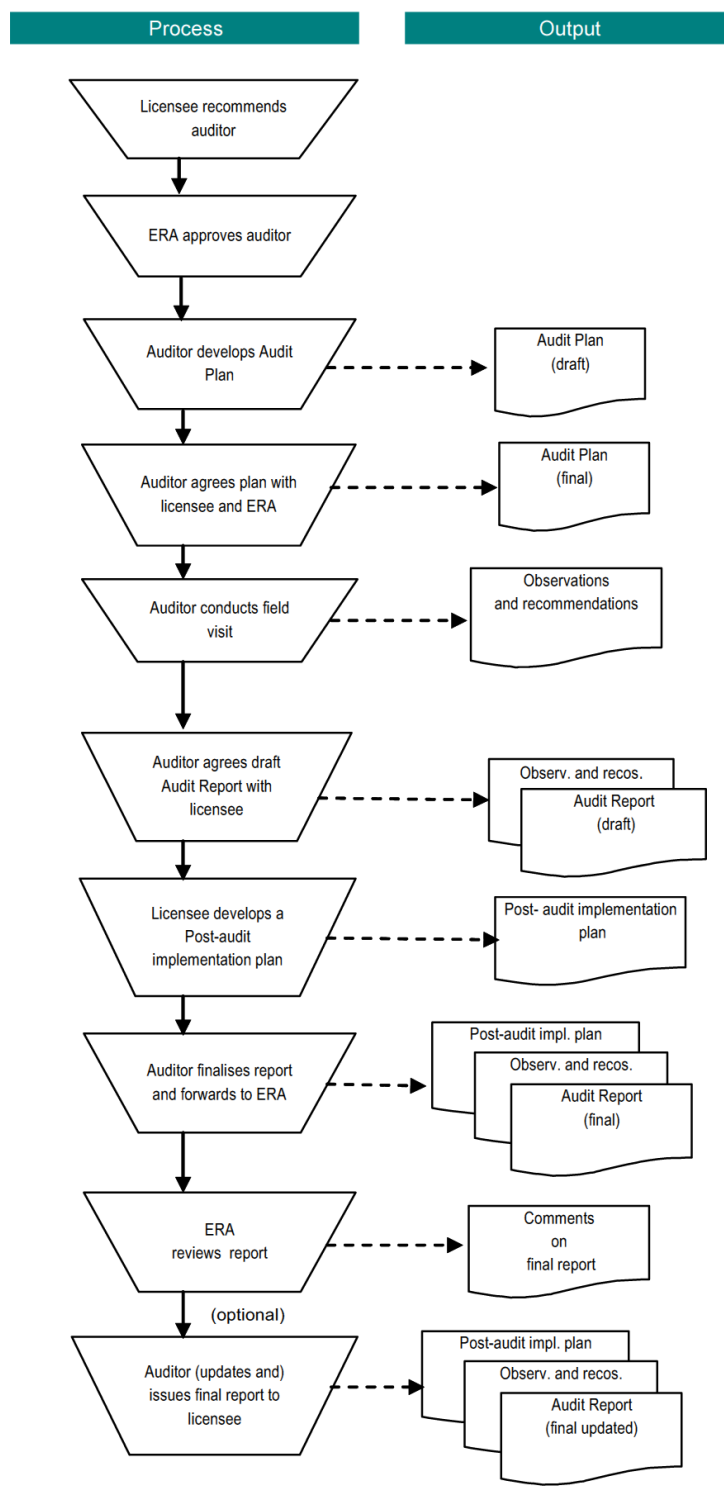 Process
Output
Licensee recommends
auditor
ERA approves auditor
Auditor develops Audit
Plan
Audit Plan
(draft)
Auditor agrees plan with
licensee and ERA
Audit Plan
(final)
Auditor conducts field
visit
Observations
and recommendations
Auditor agrees draft
Audit Report with
licensee
Observ. and recos.
Audit Report
(draft)
Licensee develops a
Post-audit
implementation plan
Post- audit implementation
plan
Auditor finalises report
and forwards to ERA
Post-audit impl. plan
Observ. and recos.
Audit Report
(final)
ERA
reviews report
Comments
on
final report
(optional)
Auditor (updates and)
issues final report to
licensee
Post-audit impl. plan
Observ. and recos.
Audit Report
(final updated)